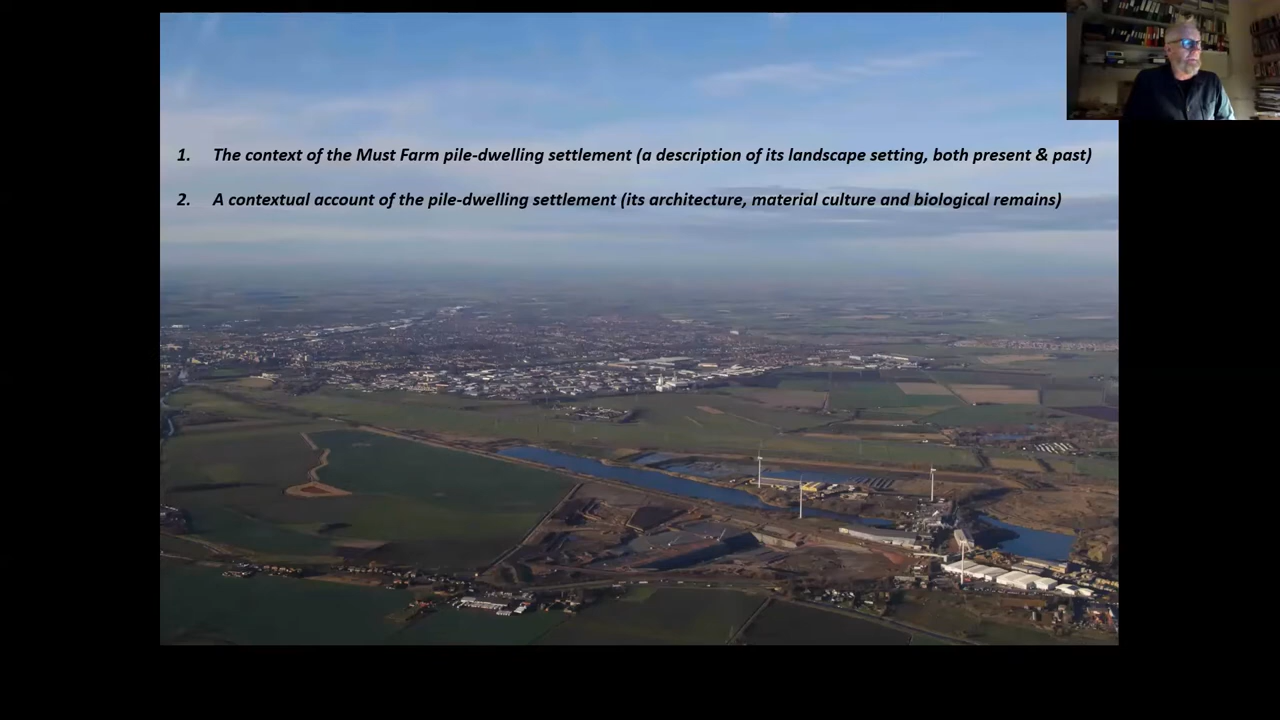 1. The context of the Must Farm pile-dwelling settlement (a description of its landscape setting, both present & past)
2. A contextual account of the pile-dwelling settlement (its architecture, material culture and biological remains)